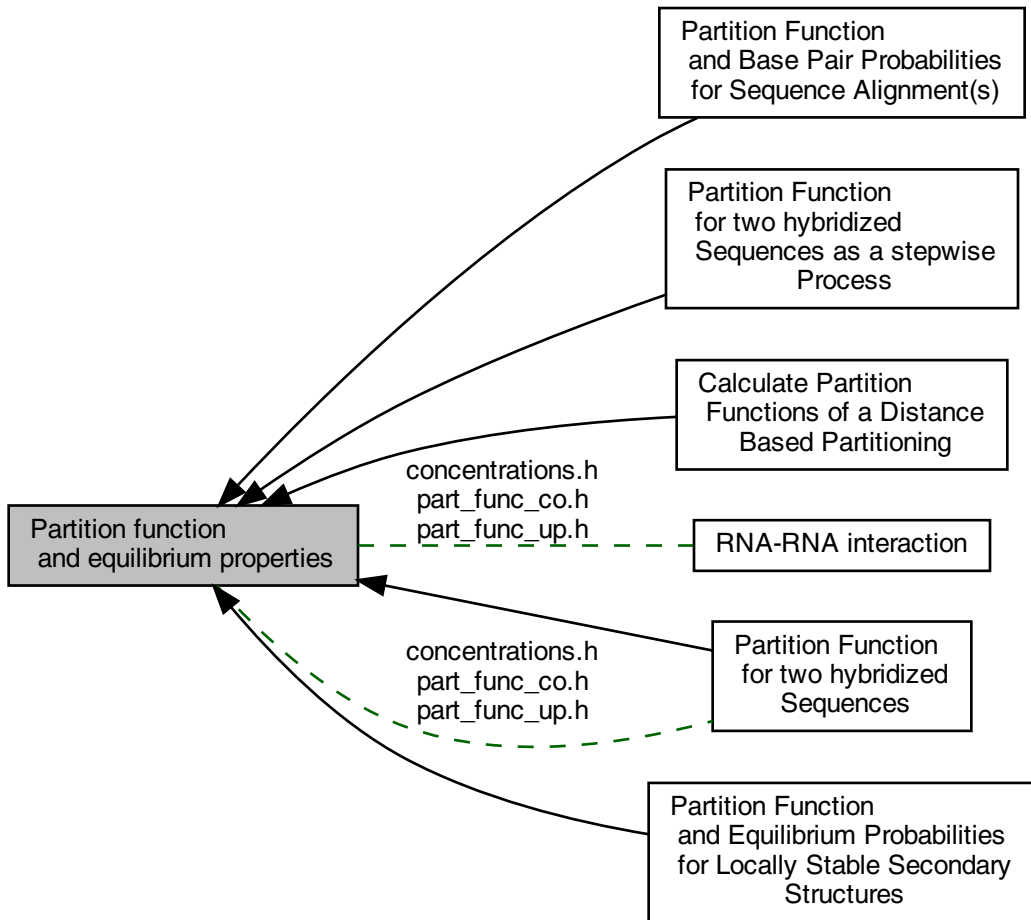 Partition Function
and Base Pair Probabilities
for Sequence Alignment(s)
Partition Function
for two hybridized
Sequences as a stepwise
Process
Calculate Partition
Functions of a Distance
Based Partitioning
concentrations.h
part_func_co.h
part_func_up.h
Partition function
and equilibrium properties
RNA-RNA interaction
concentrations.h
part_func_co.h
part_func_up.h
Partition Function
for two hybridized
Sequences
Partition Function
and Equilibrium Probabilities
for Locally Stable Secondary
Structures